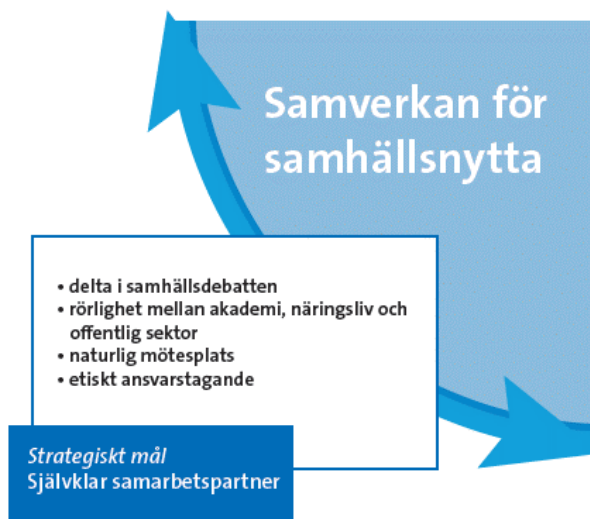 Samverkan för
samhällsnytta
• delta i samhällsdebatten
• rörlighet mellan akademi, näringsliv och
offentlig sektor
• naturlig mötesplats
• etiskt ansvarstagande
Strategiskt mål
Självklar samarbetspartner